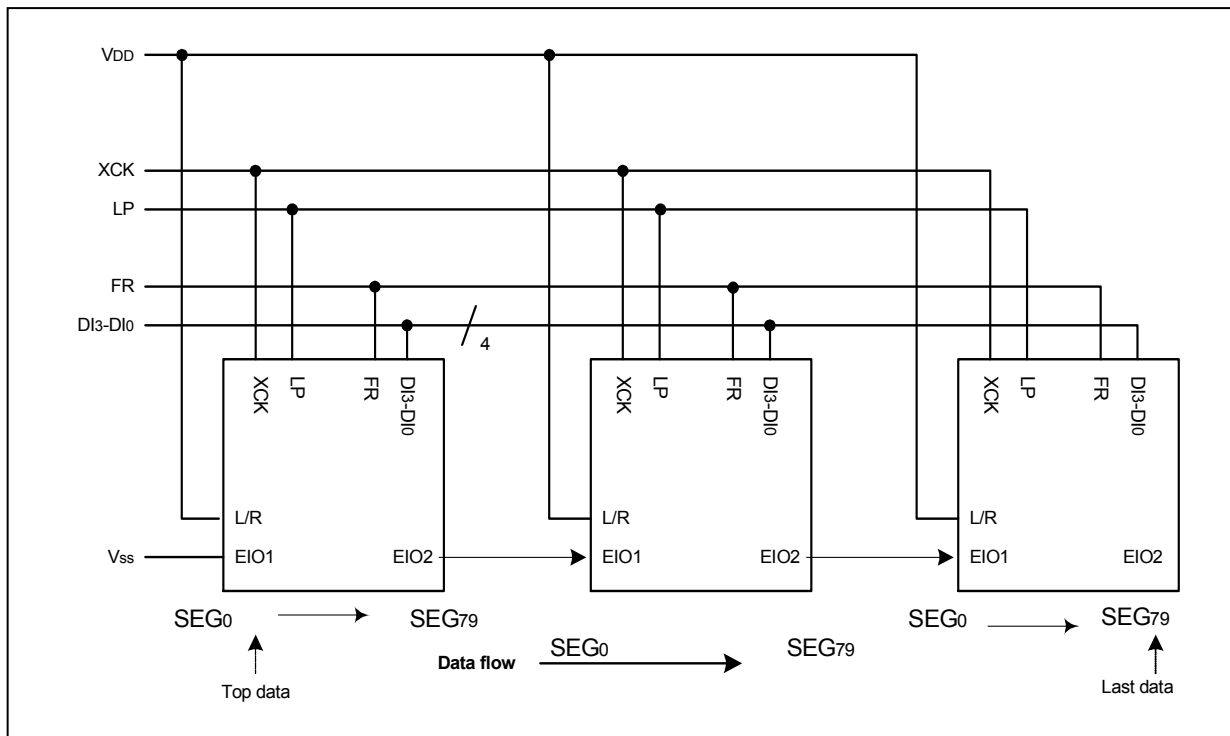 VDD
XCK
LP
FR
DI3-DI0
4
XCK LP FR DI3-DI0
XCK LP FR DI3-DI0
XCK LP FR DI3-DI0
L/R
L/R
L/R
Vss
EIO1 EIO2
EIO1 EIO2
EIO1 EIO2
SEG0 SEG79
SEG0 SEG79
Data flow
SEG0 SEG79
Top data
Last data